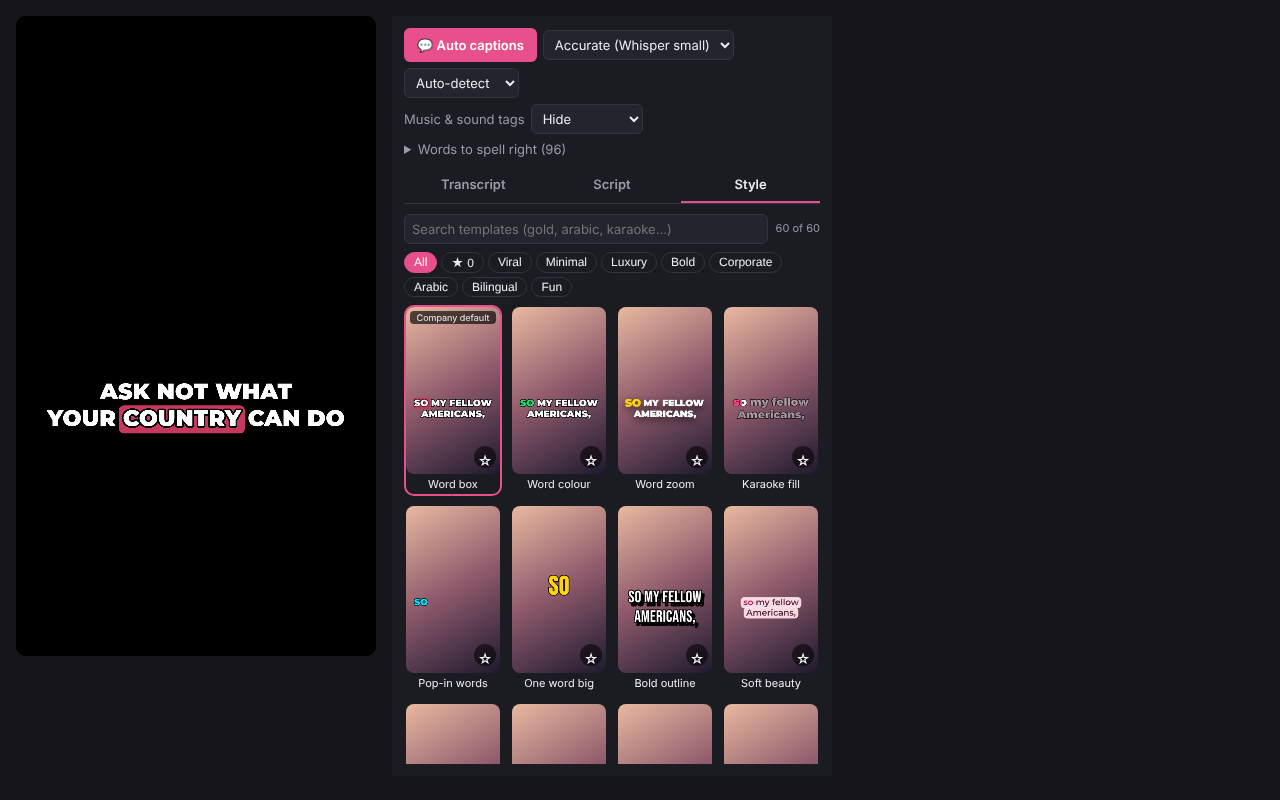 💬 Auto captions
Accurate (Whisper small)
Auto-detect
Music & sound tags
Hide
▶ Words to spell right (96)
Transcript
Script
Style
Search templates (gold, arabic, karaoke...)
60 of 60
All
★ 0
Viral
Minimal
Luxury
Bold
Corporate
Arabic
Bilingual
Fun
ASK NOT WHAT
YOUR COUNTRY CAN DO
Company default
SO MY FELLOW
AMERICANS,
Word box
SO MY FELLOW
AMERICANS,
Word colour
SO MY FELLOW
AMERICANS,
Word zoom
so my fellow
Americans,
Karaoke fill
SO
Pop-in words
SO
One word big
SO MY FELLOW
AMERICANS,
Bold outline
so my fellow
Americans,
Soft beauty